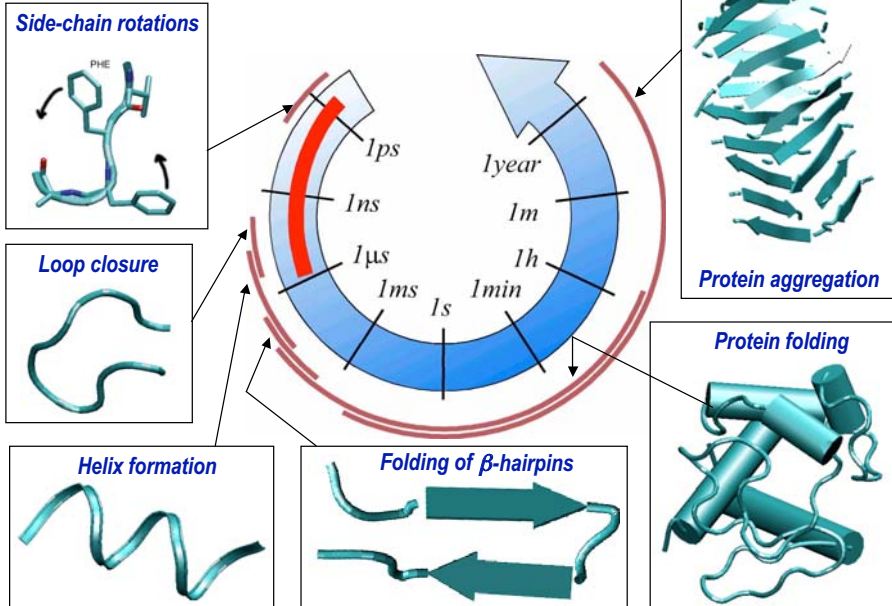 Side-chain rotations
PHE
1ps
1ns
1µs
1ms
1s
1min
1h
1m
1year
Protein aggregation
Loop closure
Protein folding
Helix formation
Folding of β-hairpins